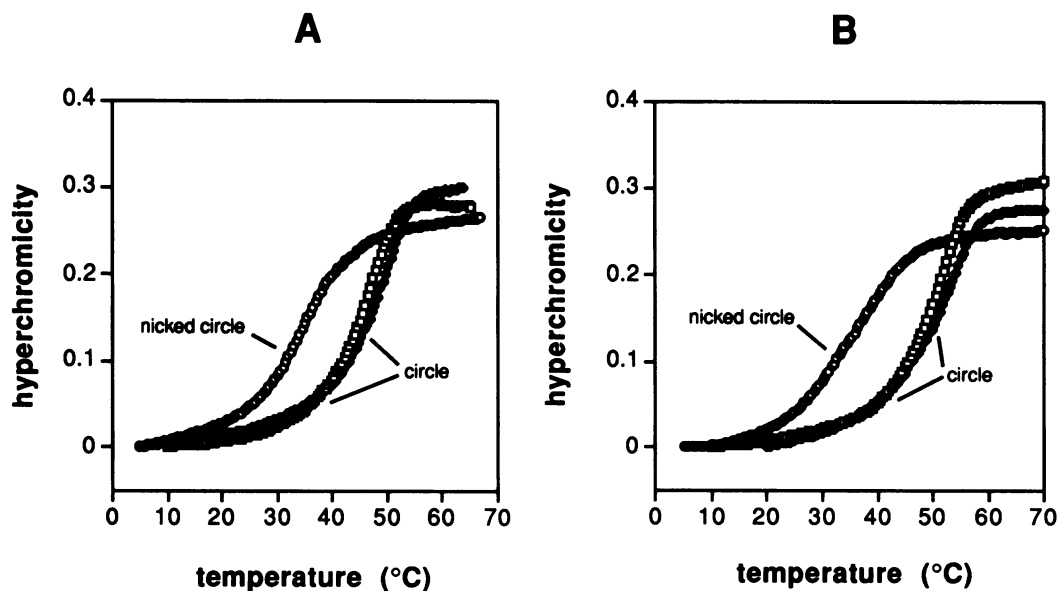 A
hyperchromicity
0.4
0.3
0.2
0.1
0
nicked circle
circle
0 10 20 30 40 50 60 70
temperature (°C)
B
hyperchromicity
0.4
0.3
0.2
0.1
0
nicked circle
circle
0 10 20 30 40 50 60 70
temperature (°C)